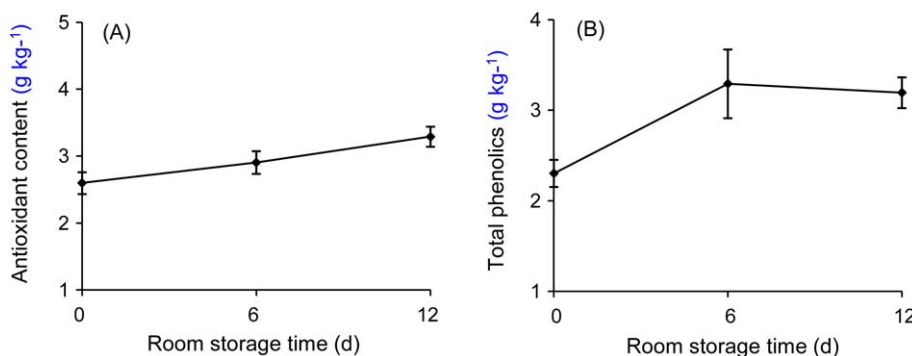 (A)
Antioxidant content (g kg-¹)
5
4
3
2
1
0 6 12
Room storage time (d)
(B)
Total phenolics (g kg-¹)
4
3
2
1
0 6 12
Room storage time (d)